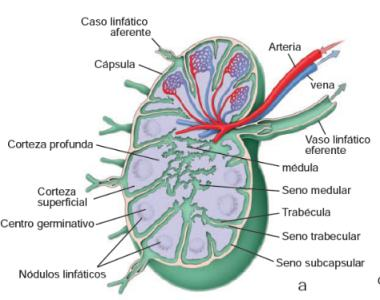 Caso linfático
aferente
Cápsula
Arteria
vena
Vaso linfático
eferente
Corteza profunda
médula
Corteza
superficial
Seno medular
Trabécula
Centro germinativo
Seno trabecular
Nódulos linfáticos
Seno subcapsular
a